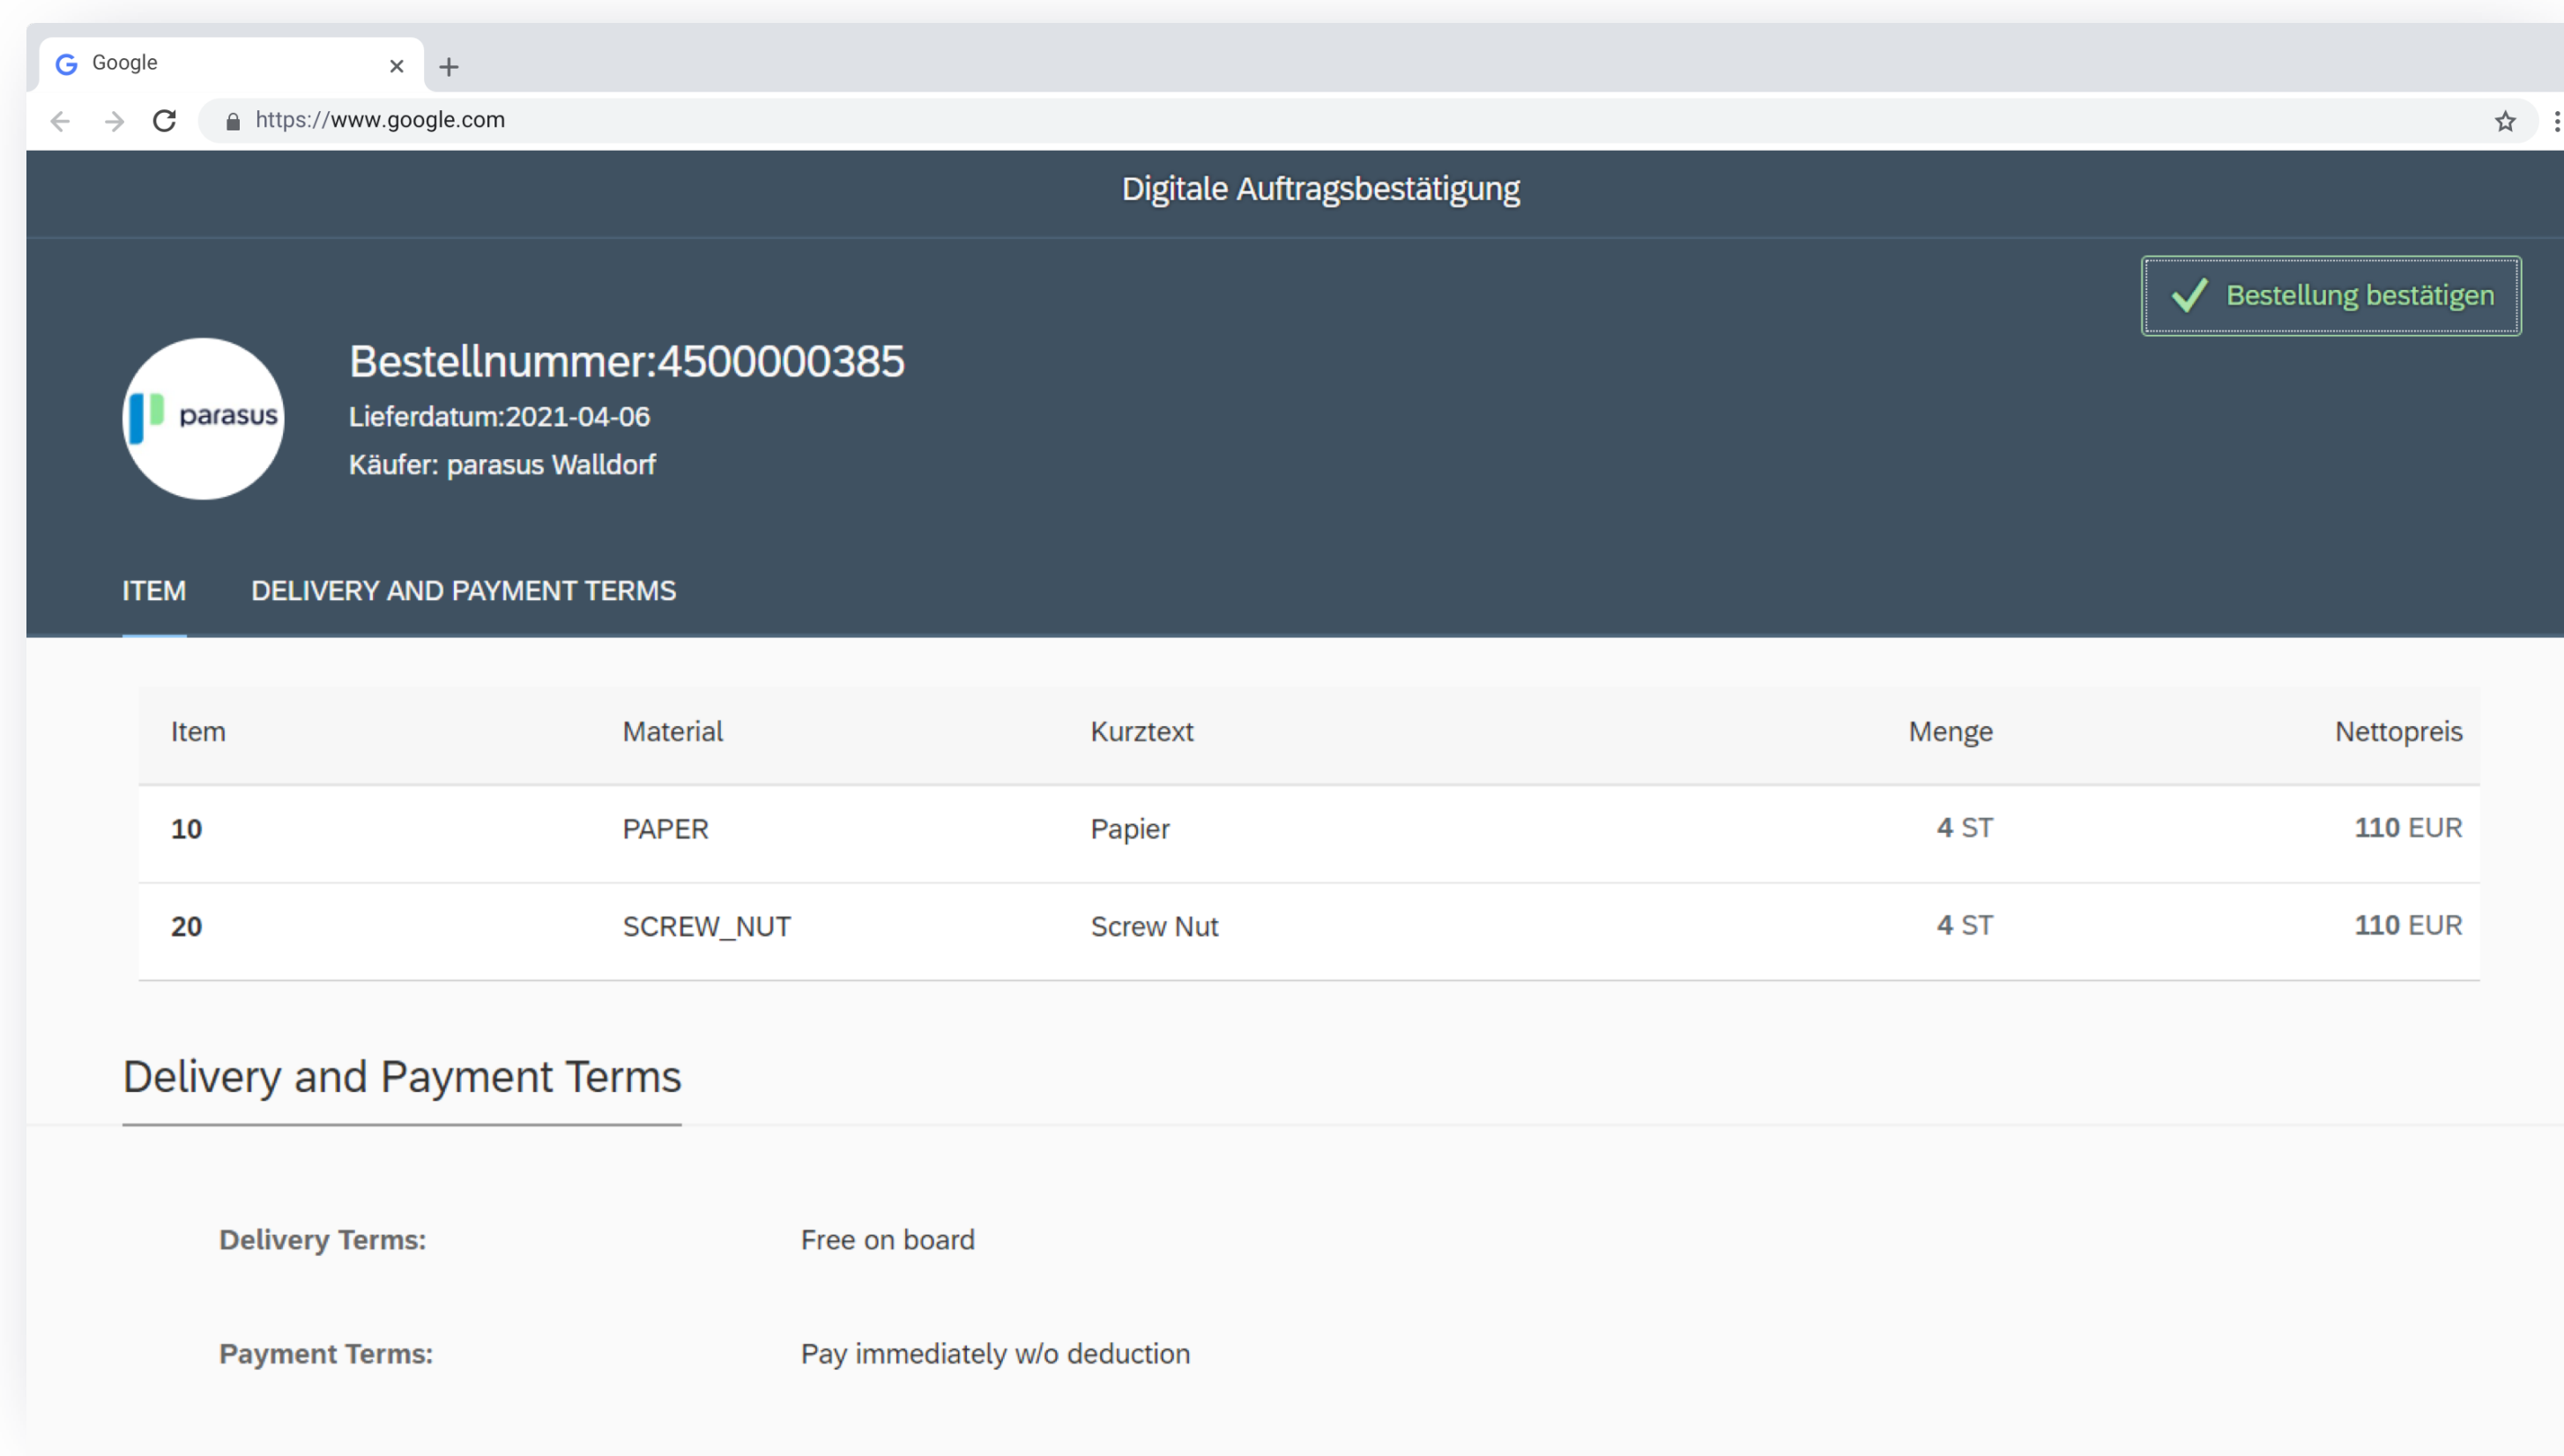 Google
https://www.google.com
Digitale Auftragsbestätigung
Bestellung bestätigen
parasus
Bestellnummer:4500000385
Lieferdatum:2021-04-06
Käufer: parasus Walldorf
ITEM DELIVERY AND PAYMENT TERMS
Item Material Kurztext Menge Nettopreis
10 PAPER Papier 4 ST 110 EUR
20 SCREW_NUT Screw Nut 4 ST 110 EUR
Delivery and Payment Terms
Delivery Terms: Free on board
Payment Terms: Pay immediately w/o deduction